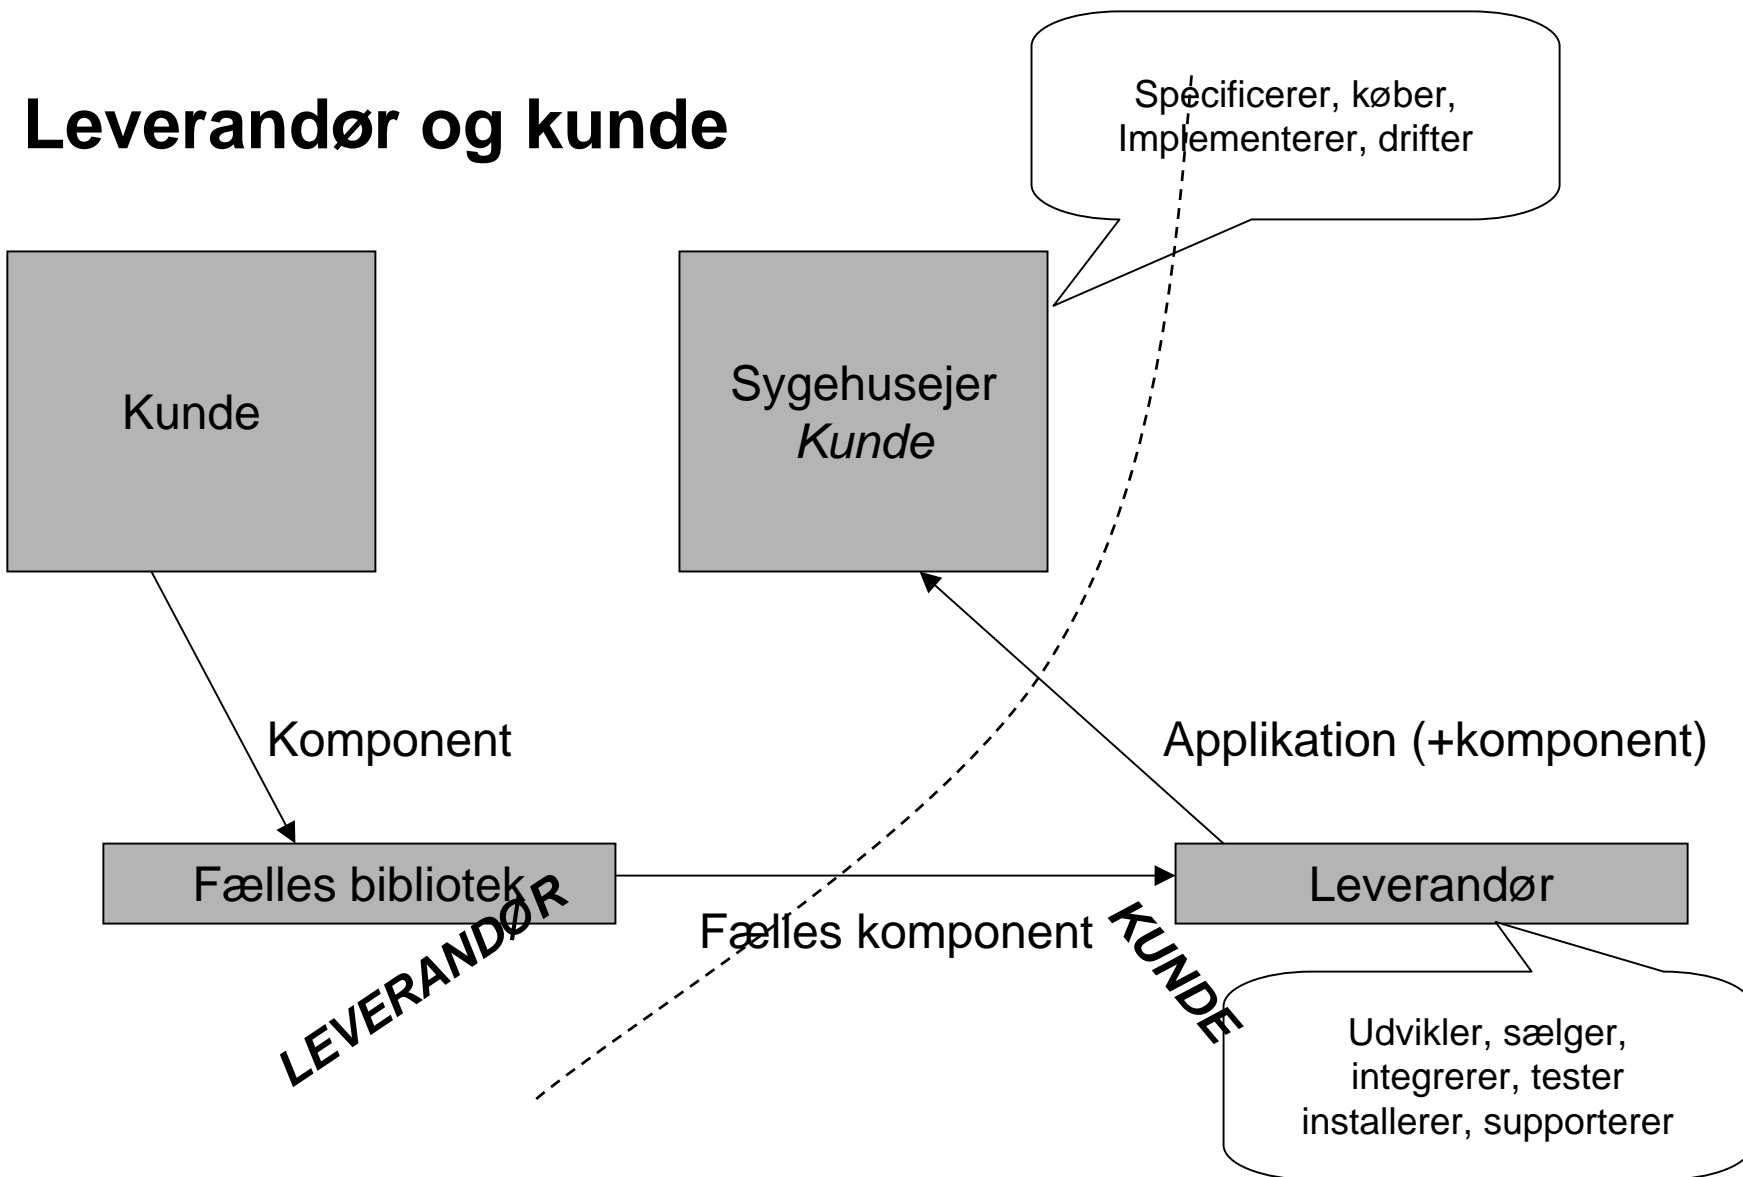 Leverandør og kunde
Specificerer, køber,
Implementerer, drifter
Kunde
Sygehusejer
Kunde
Komponent
Applikation (+komponent)
Fælles bibliotek
Leverandør
LEVERANDØR
Fælles komponent
KUNDE
Udvikler, sælger,
integrerer, tester
installerer, supporterer